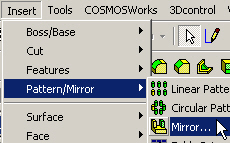 Insert Tools COSMOSWorks 3Dcontrol
Boss/Base
Cut
Features
Pattern/Mirror
Linear Patte
Circular Patt
Mirror...
Surface
Face